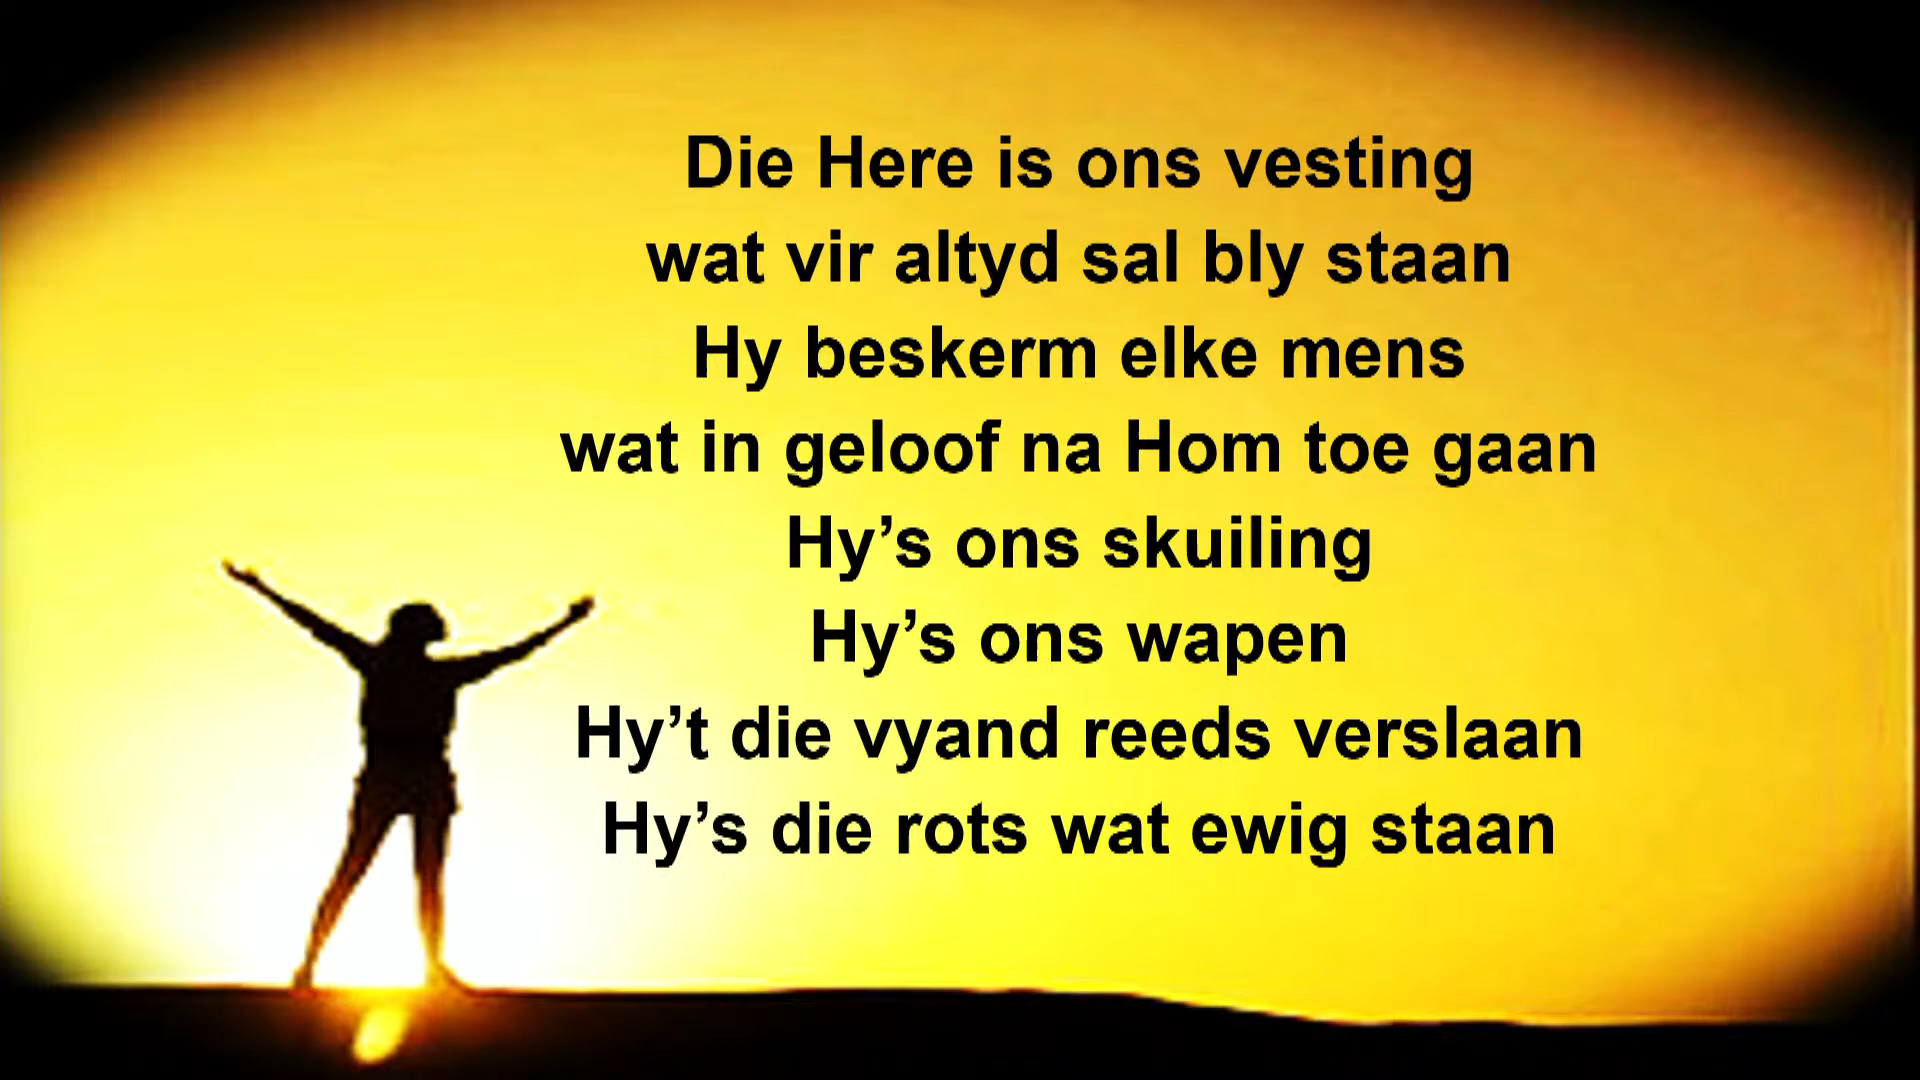 Die Here is ons vesting
wat vir altyd sal bly staan
Hy beskerm elke mens
wat in geloof na Hom toe gaan
Hy’s ons skuiling
Hy’s ons wapen
Hy’t die vyand reeds verslaan
Hy’s die rots wat ewig staan